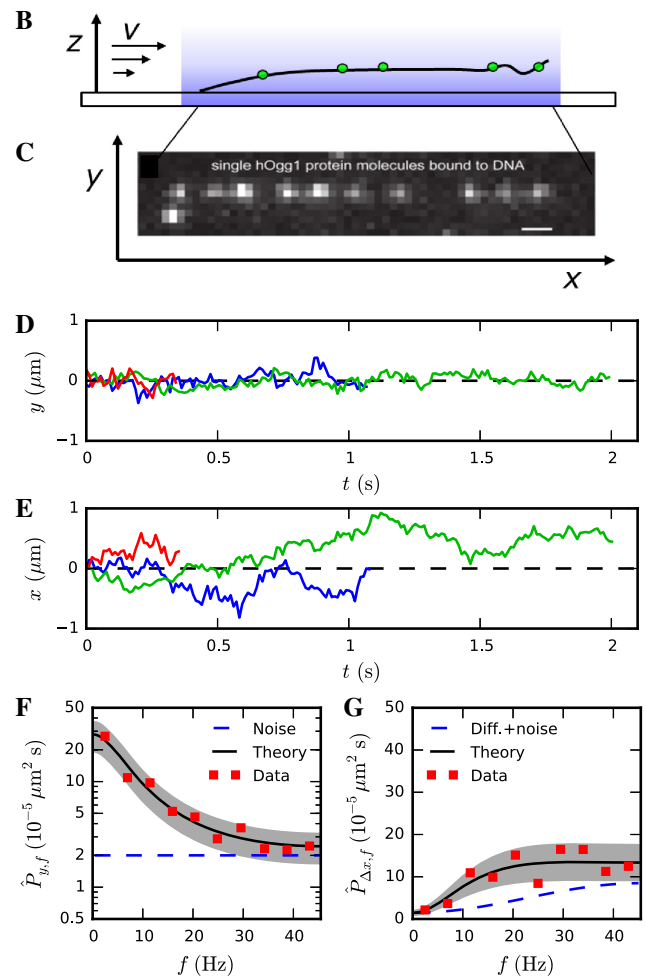 B
z
v
C
y
single hOgg1 protein molecules bound to DNA
x
D
1
0
−1
y (μm)
0 0.5 1 1.5 2
t (s)
E
1
0
−1
x (μm)
0 0.5 1 1.5 2
t (s)
F
50
20
10
5
2
1
0.5
P̂y,f (10⁻⁵ μm² s)
Noise
Theory
Data
0 10 20 30 40
f (Hz)
G
50
40
30
20
10
0
P̂Δx,f (10⁻⁵ μm² s)
Diff.+noise
Theory
Data
0 10 20 30 40
f (Hz)